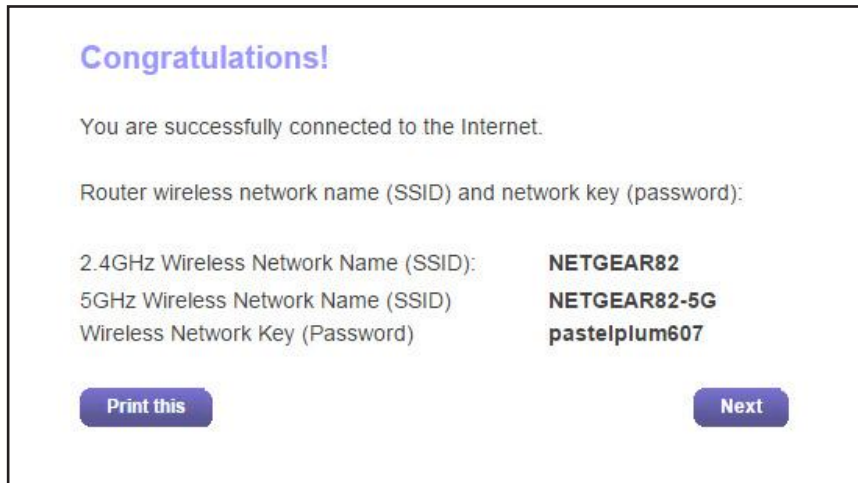 Congratulations!
You are successfully connected to the Internet.
Router wireless network name (SSID) and network key (password):
2.4GHz Wireless Network Name (SSID): NETGEAR82
5GHz Wireless Network Name (SSID) NETGEAR82-5G
Wireless Network Key (Password) pastelplum607
Print this Next